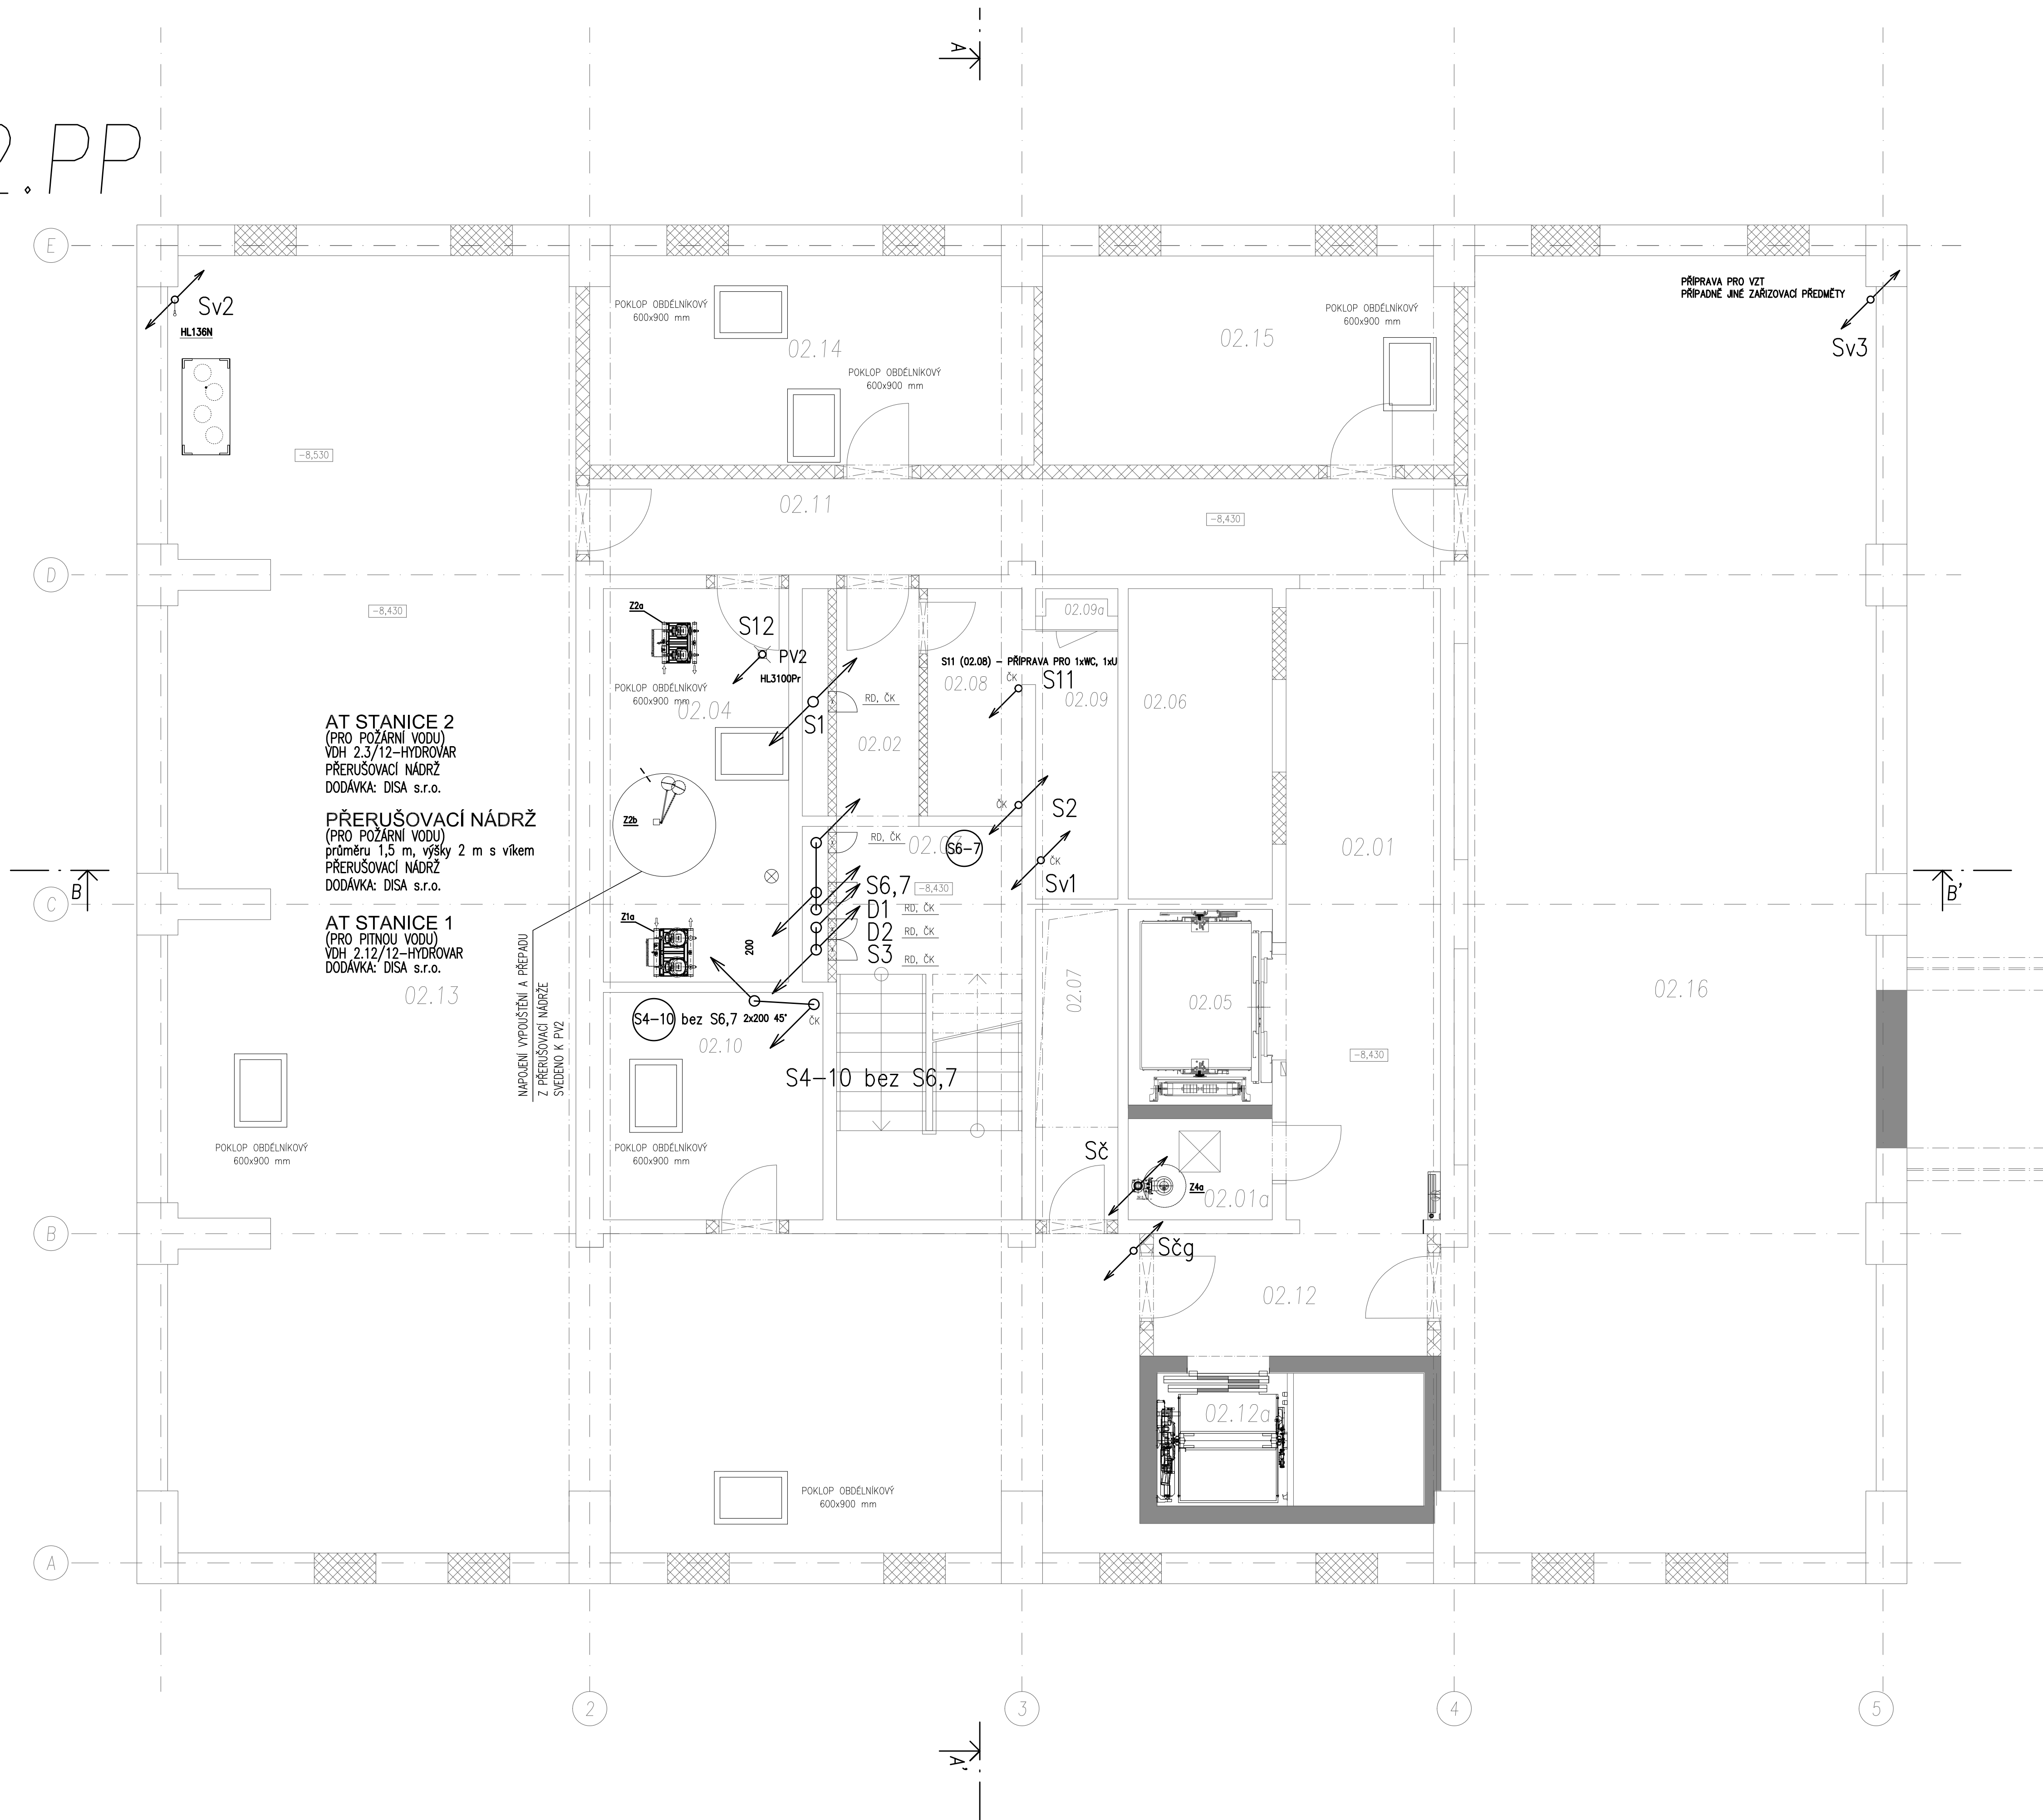 A
2.PP
E
Sv2
HL136N
POKLOP OBDÉLNÍKOVÝ
600x900 mm
02.14
POKLOP OBDÉLNÍKOVÝ
600x900 mm
02.15
POKLOP OBDÉLNÍKOVÝ
600x900 mm
PŘÍPRAVA PRO VZT
PŘÍPADNĚ JINÉ ZAŘIZOVACÍ PŘEDMĚTY
Sv3
-8,530
02.11
-8,430
D
-8,430
Z2a
S12
PV2
HL3100Pr
POKLOP OBDÉLNÍKOVÝ
600x900 mm
02.04
S1
RD, ČK
02.02
S11 (02.08) – PŘÍPRAVA PRO 1xWC, 1xU
02.08
ČK
S11
02.09a
02.09
02.06
AT STANICE 2
(PRO POŽÁRNÍ VODU)
VDH 2.3/12-HYDROVAR
PŘERUŠOVACÍ NÁDRŽ
DODÁVKA: DISA s.r.o.
PŘERUŠOVACÍ NÁDRŽ
(PRO POŽÁRNÍ VODU)
průměru 1,5 m, výšky 2 m s víkem
PŘERUŠOVACÍ NÁDRŽ
DODÁVKA: DISA s.r.o.
AT STANICE 1
(PRO PITNOU VODU)
VDH 2.12/12-HYDROVAR
DODÁVKA: DISA s.r.o.
02.13
Z2b
ČK
S2
RD, ČK
02.03
S6-7
ČK
Sv1
02.01
B
B'
C
S6,7
-8,430
D1
RD, ČK
D2
RD, ČK
S3
RD, ČK
Z1a
200
NAPOJENÍ VYPOUŠTĚNÍ A PŘEPADU
Z PŘERUŠOVACÍ NÁDRŽE
SVEDENO K PV2
S4-10 bez S6,7
2x200 45°
ČK
02.10
S4-10 bez S6,7
02.07
02.05
02.16
-8,430
POKLOP OBDÉLNÍKOVÝ
600x900 mm
POKLOP OBDÉLNÍKOVÝ
600x900 mm
Sč
Z4a
02.01a
B
Sčg
02.12
02.12a
POKLOP OBDÉLNÍKOVÝ
600x900 mm
A
2
3
4
5
A'